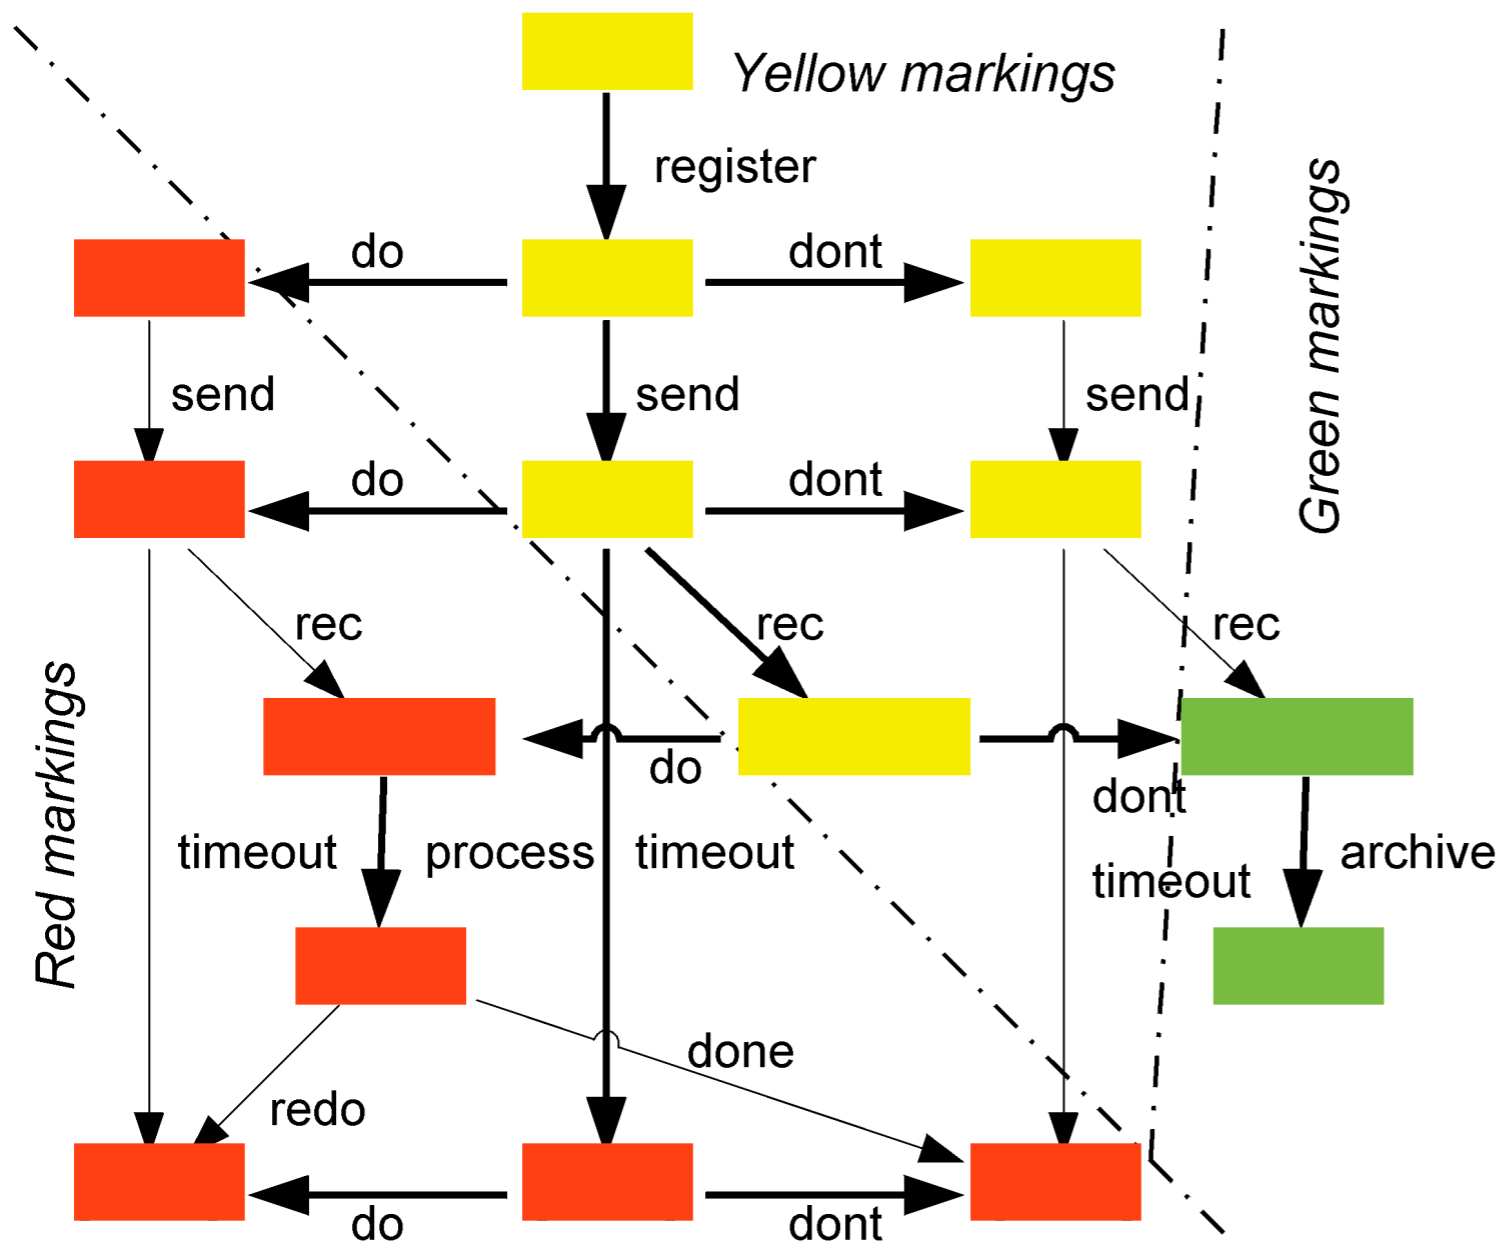 Yellow markings
register
Green markings
do
dont
send
send
send
do
dont
rec
rec
rec
Red markings
do
dont
timeout
process
timeout
archive
timeout
done
redo
do
dont